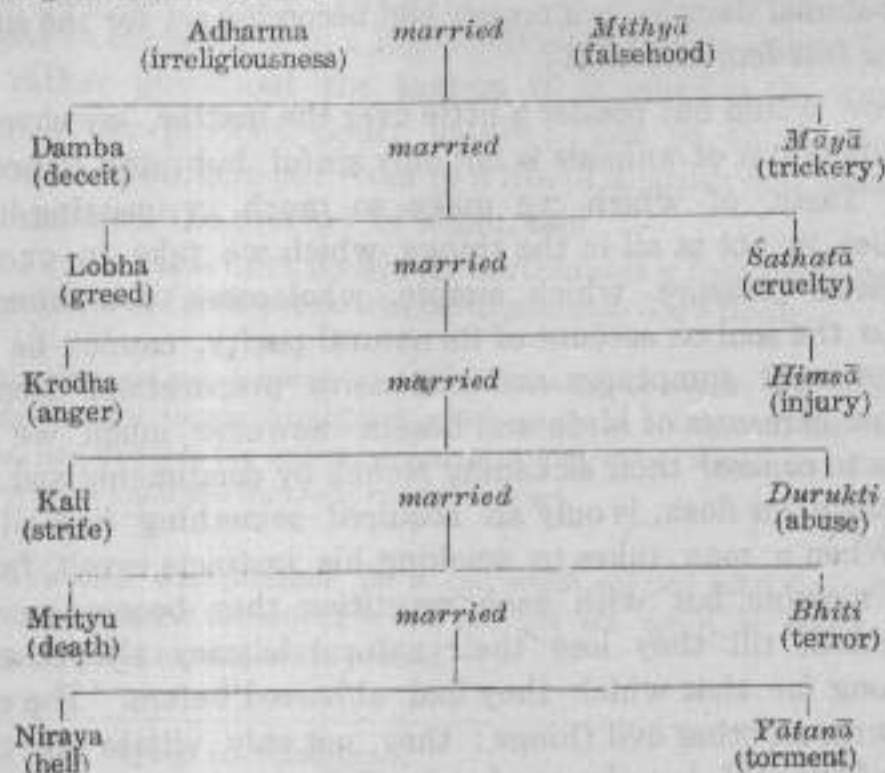 Adharma married Mithyā
(irreligiousness) (falsehood)
Damba married Māyā
(deceit) (trickery)
Lobha married Sathatā
(greed) (cruelty)
Krodha married Himsā
(anger) (injury)
Kali married Durukti
(strife) (abuse)
Mrityu married Bhiti
(death) (terror)
Niraya Yātanā
(hell) (torment)